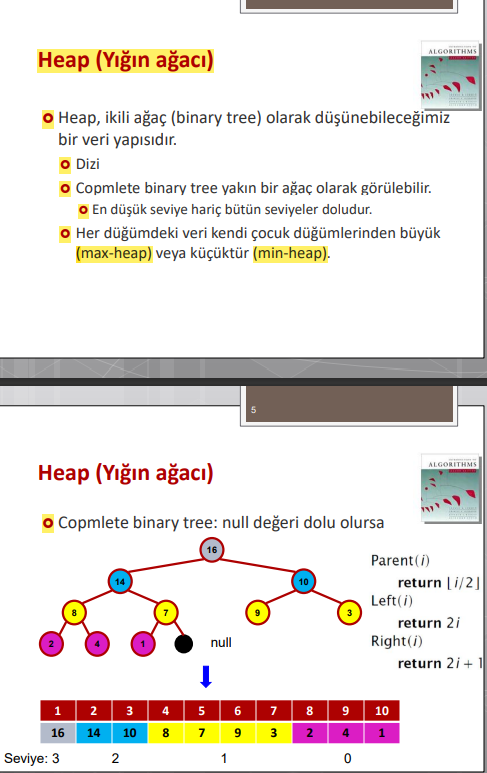 Heap (Yığın ağacı)
ALGORITHMS
Heap, ikili ağaç (binary tree) olarak düşünebileceğimiz
bir veri yapısıdır.
Dizi
Copmlete binary tree yakın bir ağaç olarak görülebilir.
En düşük seviye hariç bütün seviyeler doludur.
Her düğümdeki veri kendi çocuk düğümlerinden büyük
(max-heap) veya küçüktür (min-heap).
5
Heap (Yığın ağacı)
ALGORITHMS
Copmlete binary tree: null değeri dolu olursa
16
14
10
8
7
9
3
2
4
1
null
Parent(i)
return ⌊i/2⌋
Left(i)
return 2i
Right(i)
return 2i + 1
1 2 3 4 5 6 7 8 9 10
16 14 10 8 7 9 3 2 4 1
Seviye: 3 2 1 0